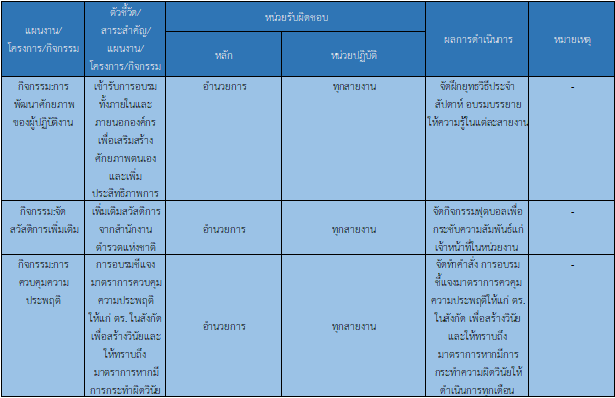 แผนงาน/
โครงการ/กิจกรรม
ตัวชี้วัด/
สาระสำคัญ/
แผนงาน/
โครงการ/กิจกรรม
หน่วยรับผิดชอบ
หลัก
หน่วยปฏิบัติ
ผลการดำเนินการ
หมายเหตุ
กิจกรรม:การ
พัฒนาศักยภาพ
ของผู้ปฏิบัติงาน
เข้ารับการอบรม
ทั้งภายในและ
ภายนอกองค์กร
เพื่อเสริมสร้าง
ศักยภาพตนเอง
และเพิ่ม
ประสิทธิภาพการ
อำนวยการ
ทุกสายงาน
จัดฝึกยุทธวิธีประจำ
สัปดาห์ อบรมบรรยาย
ให้ความรู้ในแต่ละสายงาน
-
กิจกรรม:จัด
สวัสดิการเพิ่มเติม
เพิ่มเติมสวัสดิการ
จากสำนักงาน
ตำรวจแห่งชาติ
อำนวยการ
ทุกสายงาน
จัดกิจกรรมฟุตบอลเพื่อ
กระชับความสัมพันธ์แก่
เจ้าหน้าที่ในหน่วยงาน
-
กิจกรรม:การ
ควบคุมความ
ประพฤติ
การอบรมชี้แจง
มาตราการควบคุม
ความประพฤติ
ให้แก่ ตร. ในสังกัด
เพื่อสร้างวินัยและ
ให้ทราบถึง
มาตราการหากมี
การกระทำผิดวินัย
อำนวยการ
ทุกสายงาน
จัดทำคำสั่ง การอบรม
ชี้แจงมาตราการควคุม
ความประพฤติให้แก่ ตร.
ในสังกัด เพื่อสร้างวินัย
และให้ทราบถึง
มาตราการหากมีการ
กระทำความผิดวินัยให้
ดำเนินการทุกเดือน
-